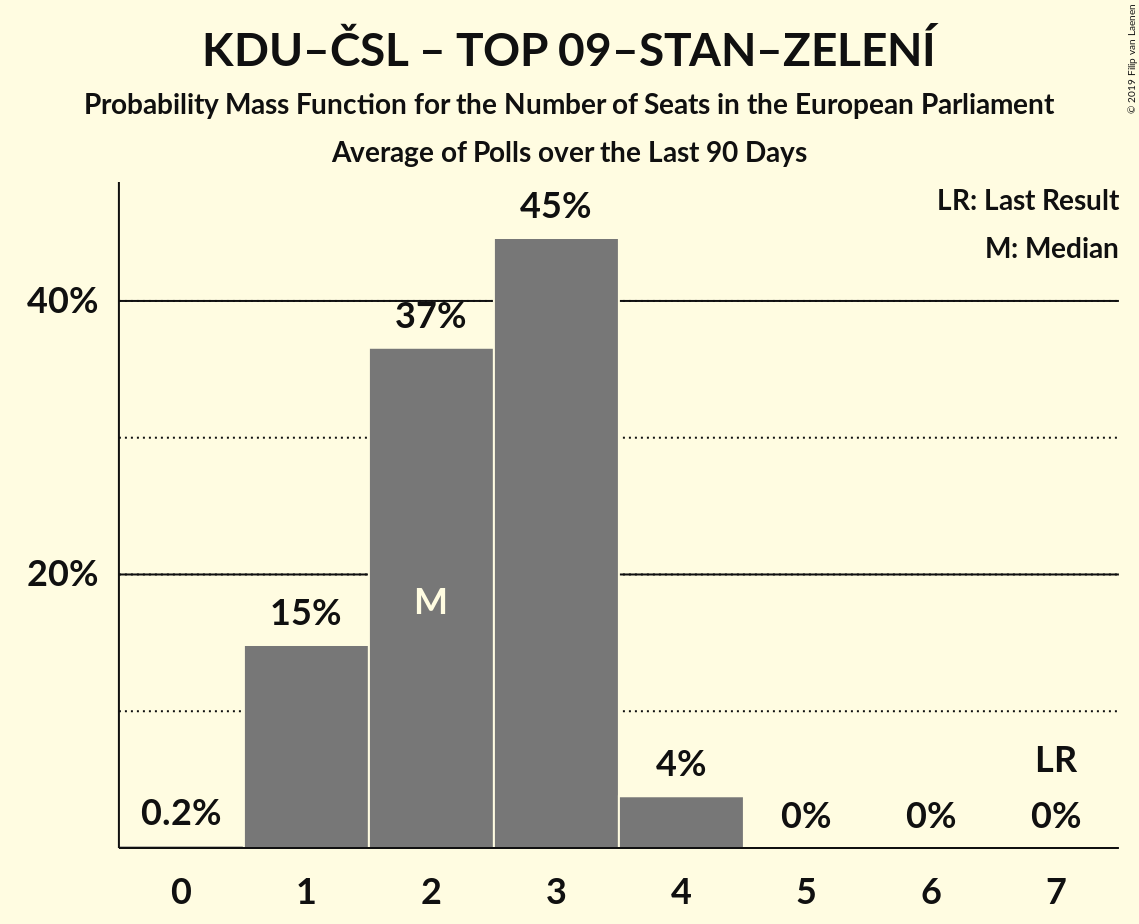 KDU–ČSL – TOP 09–STAN–ZELENÍ
Probability Mass Function for the Number of Seats in the European Parliament
Average of Polls over the Last 90 Days
© 2019 Filip van Laenen
LR: Last Result
M: Median
45%
40%
37%
20%
M
15%
LR
4%
0.2%
0%
0%
0%
0
1
2
3
4
5
6
7